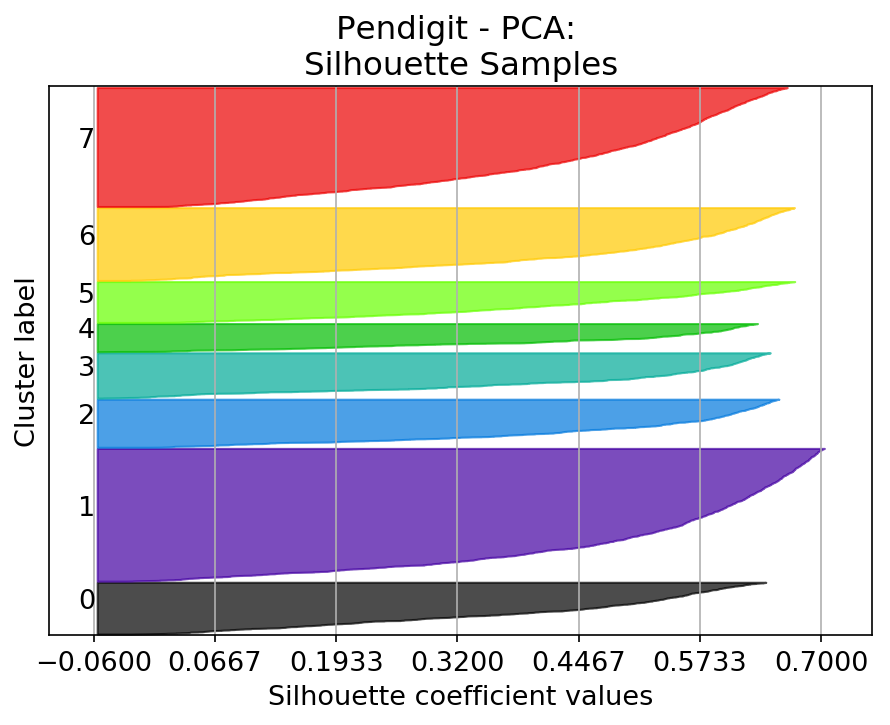 Pendigit - PCA:
Silhouette Samples
Cluster label
7
6
5
4
3
2
1
0
−0.0600 0.0667 0.1933 0.3200 0.4467 0.5733 0.7000
Silhouette coefficient values